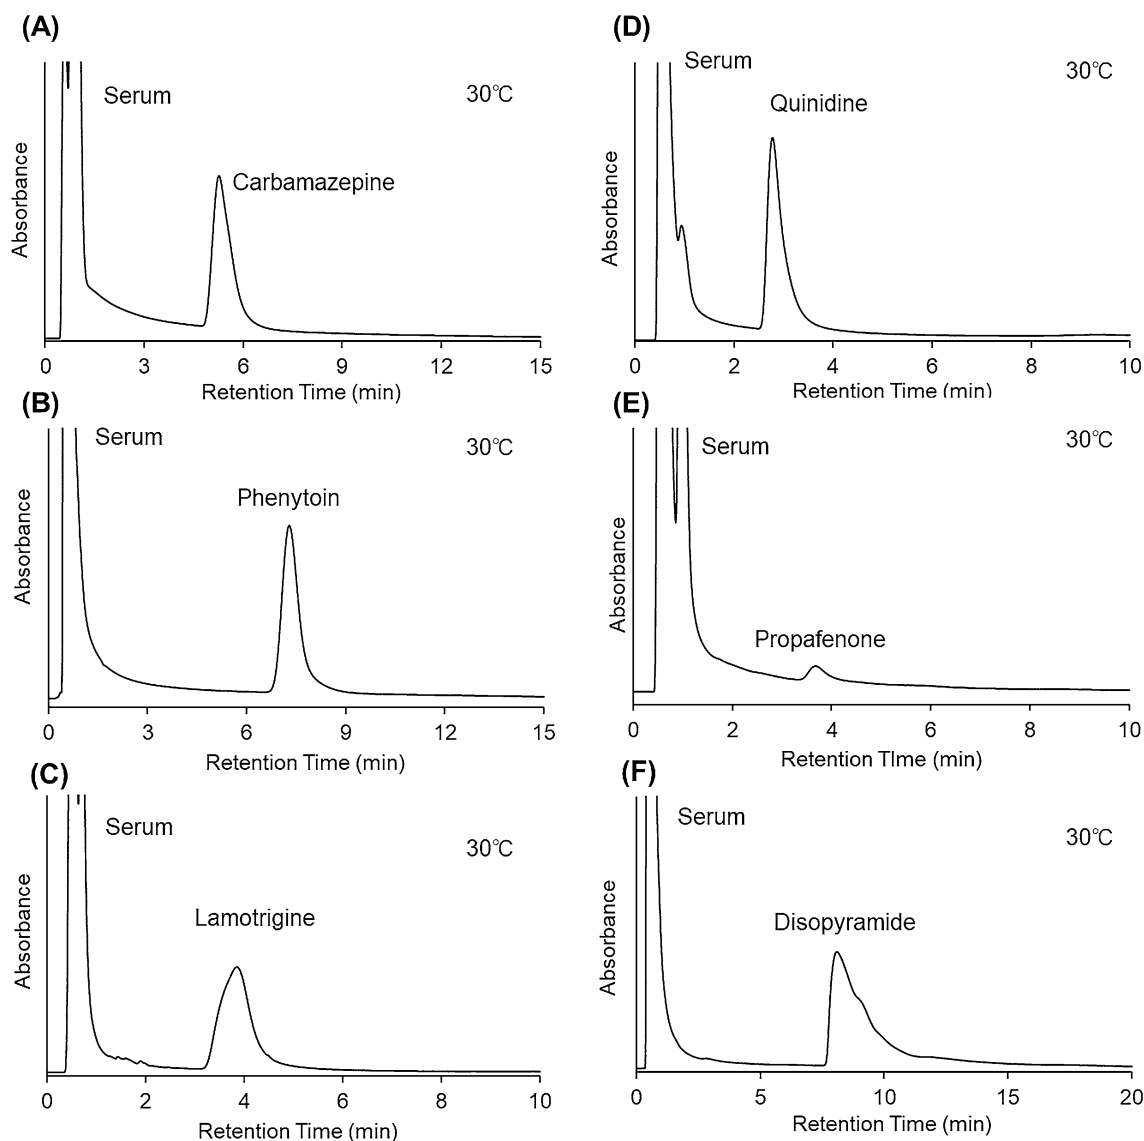 (A)
Serum
30℃
Carbamazepine
Absorbance
0 3 6 9 12 15
Retention Time (min)
(B)
Serum
30℃
Phenytoin
Absorbance
0 3 6 9 12 15
Retention Time (min)
(C)
Serum
30℃
Lamotrigine
Absorbance
0 2 4 6 8 10
Retention Time (min)
(D)
Serum
30℃
Quinidine
Absorbance
0 2 4 6 8 10
Retention Time (min)
(E)
Serum
30℃
Propafenone
Absorbance
0 2 4 6 8 10
Retention TIme (min)
(F)
Serum
30℃
Disopyramide
Absorbance
0 5 10 15 20
Retention Time (min)